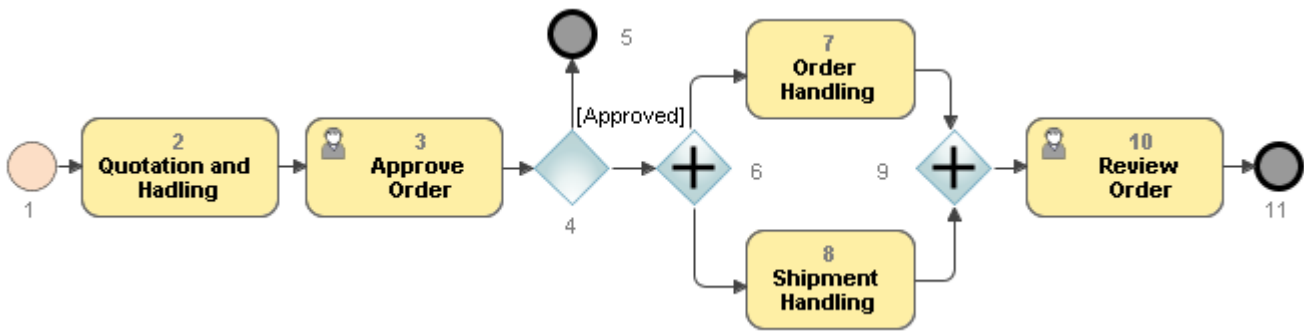 1
2
Quotation and
Hadling
3
Approve
Order
4
5
[Approved]
6
7
Order
Handling
8
Shipment
Handling
9
10
Review
Order
11